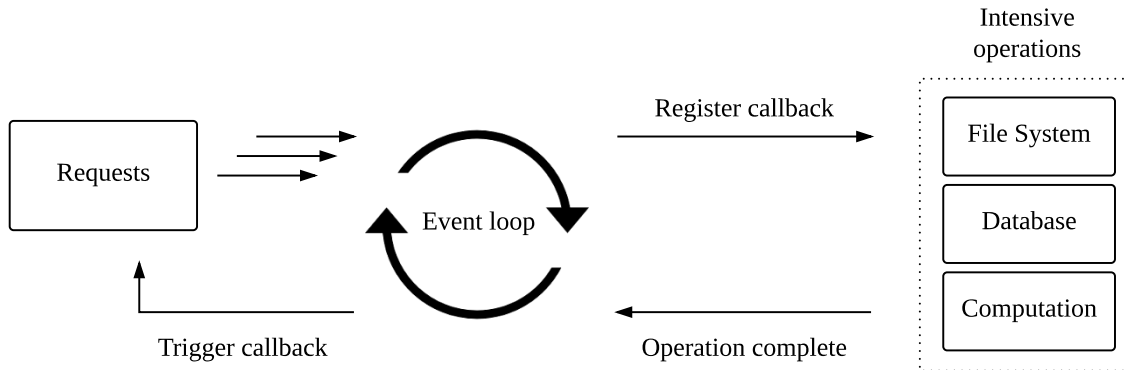 Intensive
operations
Register callback
File System
Requests
Event loop
Database
Computation
Trigger callback
Operation complete